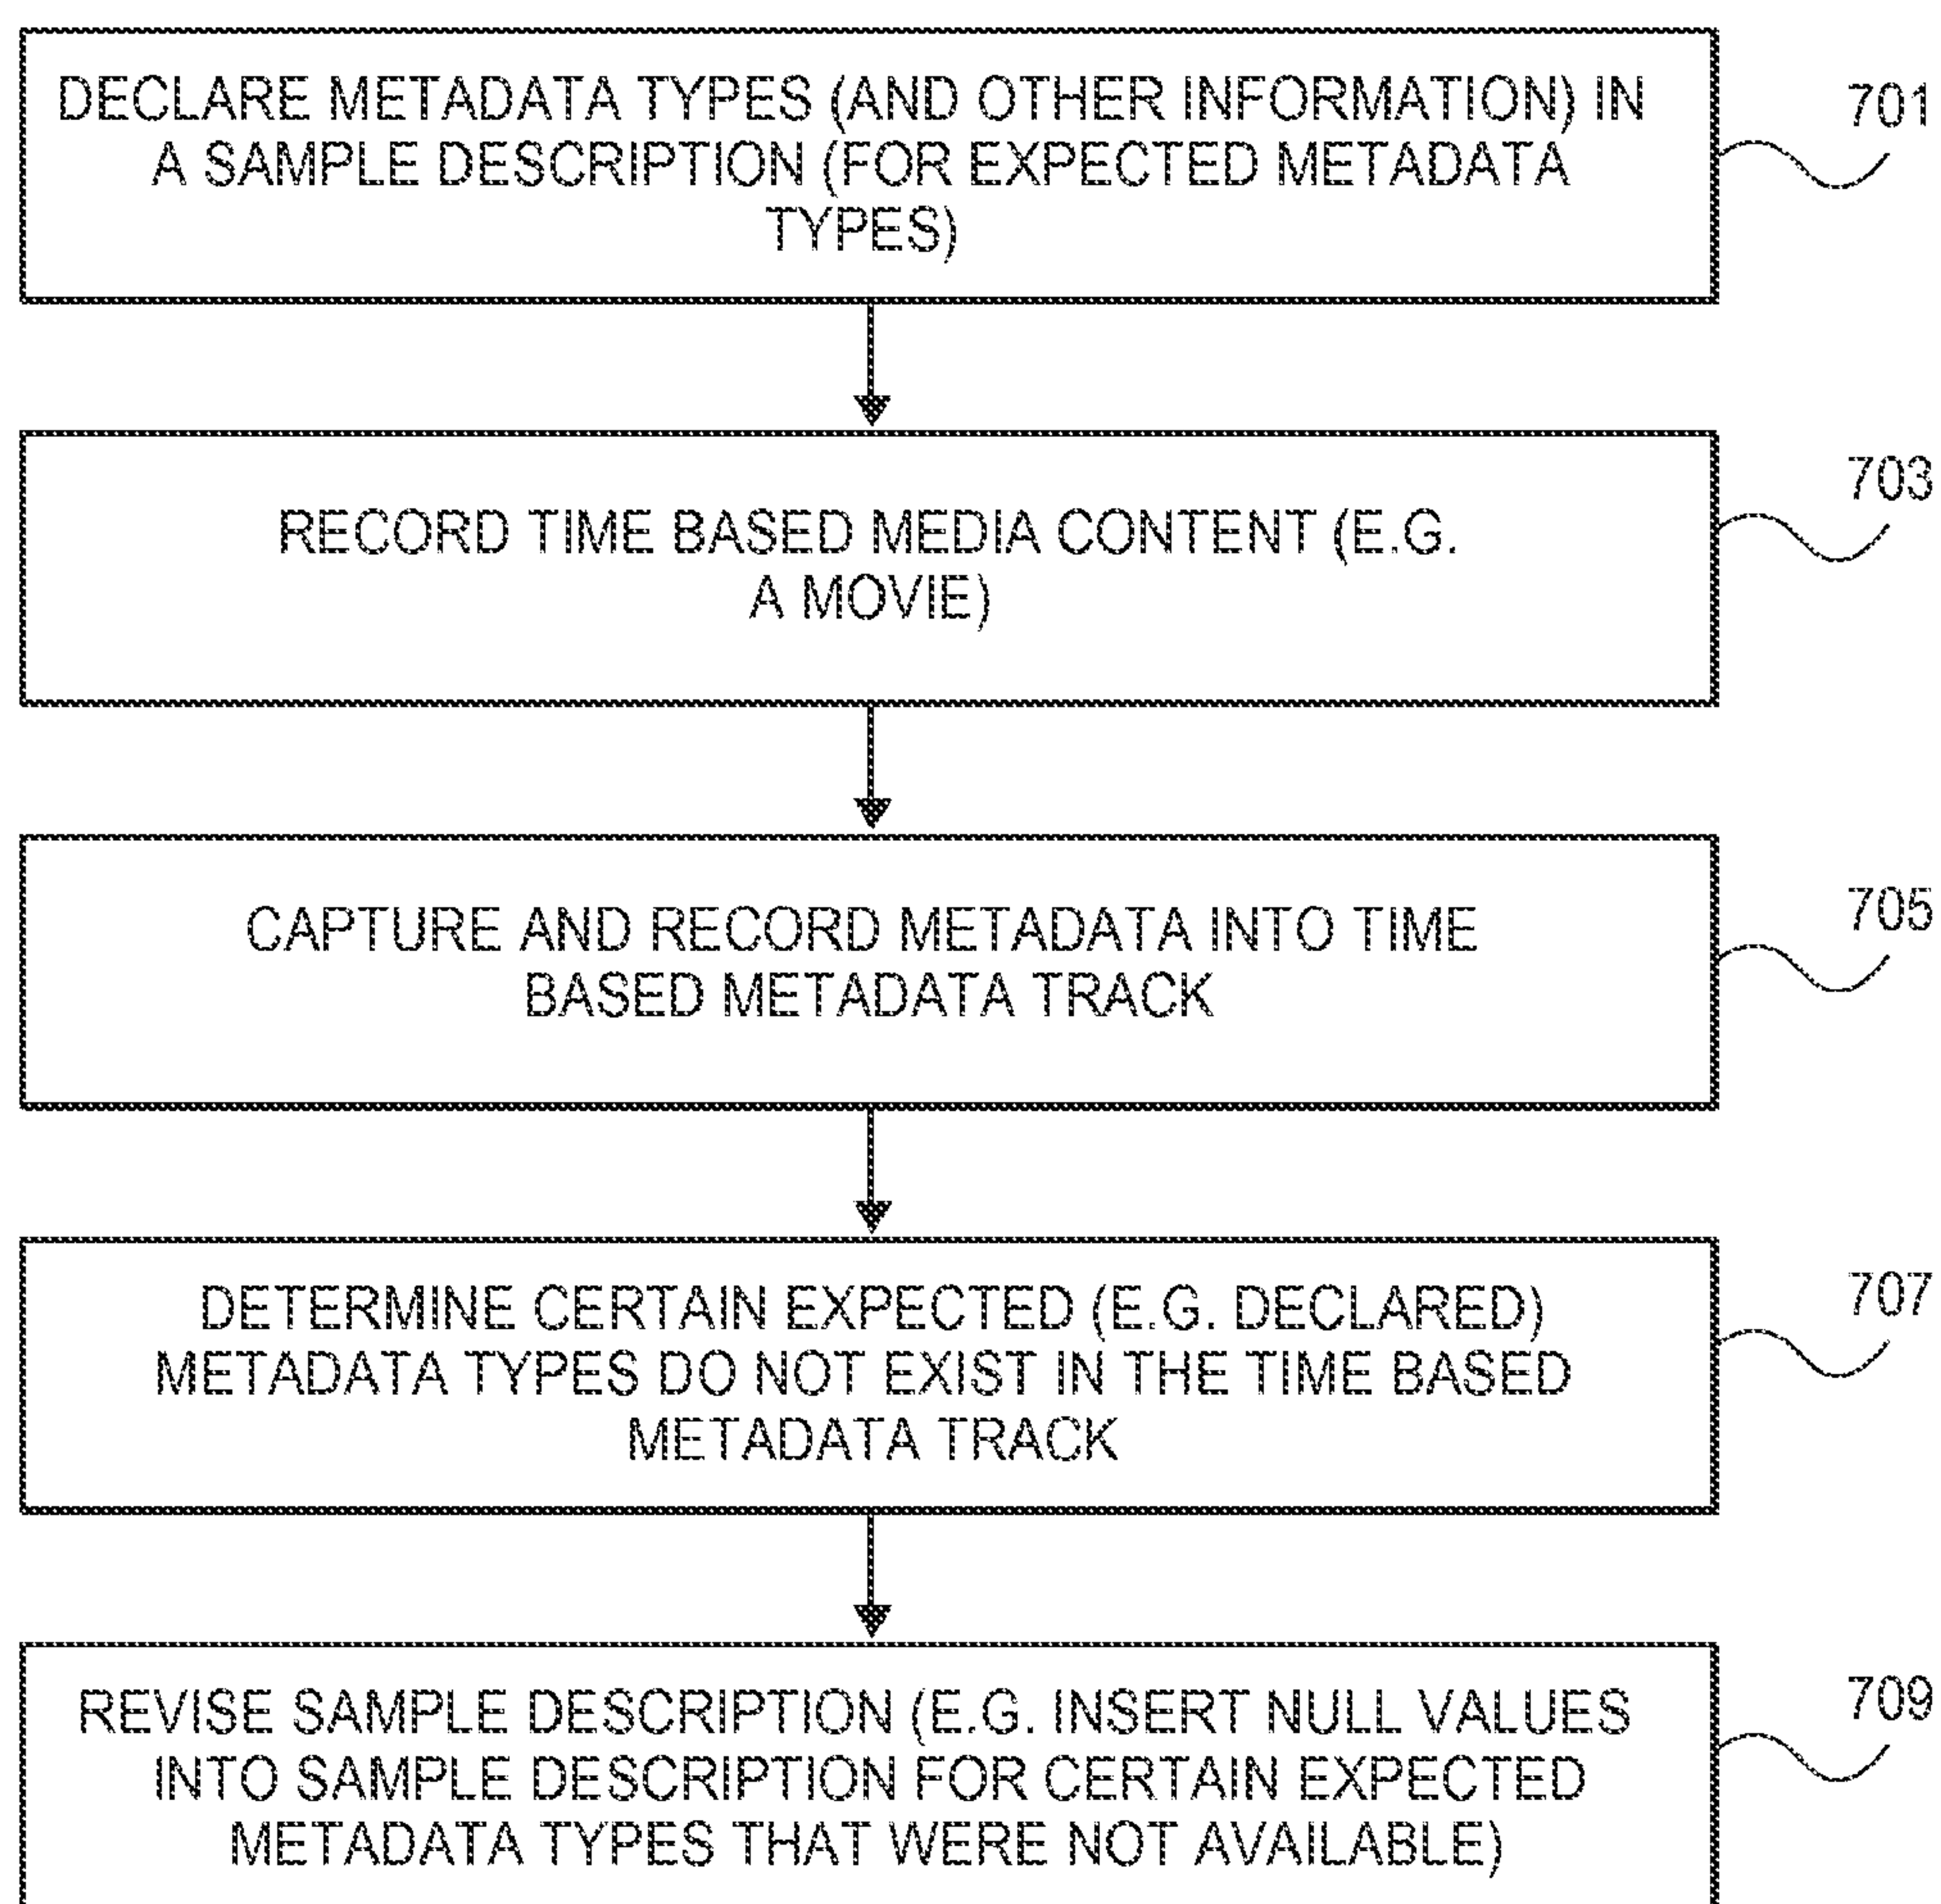 DECLARE METADATA TYPES (AND OTHER INFORMATION) IN
A SAMPLE DESCRIPTION (FOR EXPECTED METADATA
TYPES)
701
RECORD TIME BASED MEDIA CONTENT (E.G.
A MOVIE)
703
CAPTURE AND RECORD METADATA INTO TIME
BASED METADATA TRACK
705
DETERMINE CERTAIN EXPECTED (E.G. DECLARED)
METADATA TYPES DO NOT EXIST IN THE TIME BASED
METADATA TRACK
707
REVISE SAMPLE DESCRIPTION (E.G. INSERT NULL VALUES
INTO SAMPLE DESCRIPTION FOR CERTAIN EXPECTED
METADATA TYPES THAT WERE NOT AVAILABLE)
709